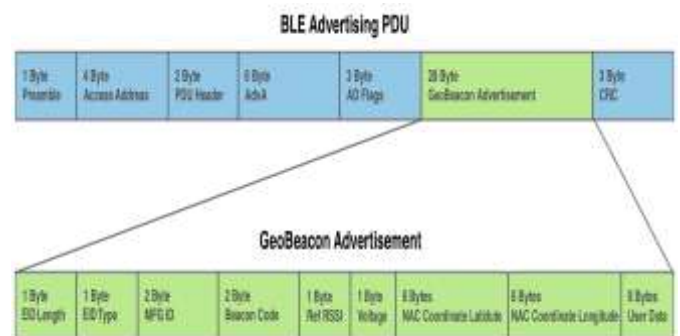 BLE Advertising PDU
1 Byte
Preamble
4 Byte
Access Address
2 Byte
PDU Header
6 Byte
AdvA
3 Byte
AD Flags
28 Byte
GeoBeacon Advertisement
3 Byte
CRC
GeoBeacon Advertisement
1 Byte
EID Length
1 Byte
EID Type
2 Byte
MFG ID
2 Byte
Beacon Code
1 Byte
Ref RSSI
1 Byte
Voltage
Bytes
NAC Coordinate Latitude
Bytes
NAC Coordinate Longitude
Bytes
User Data